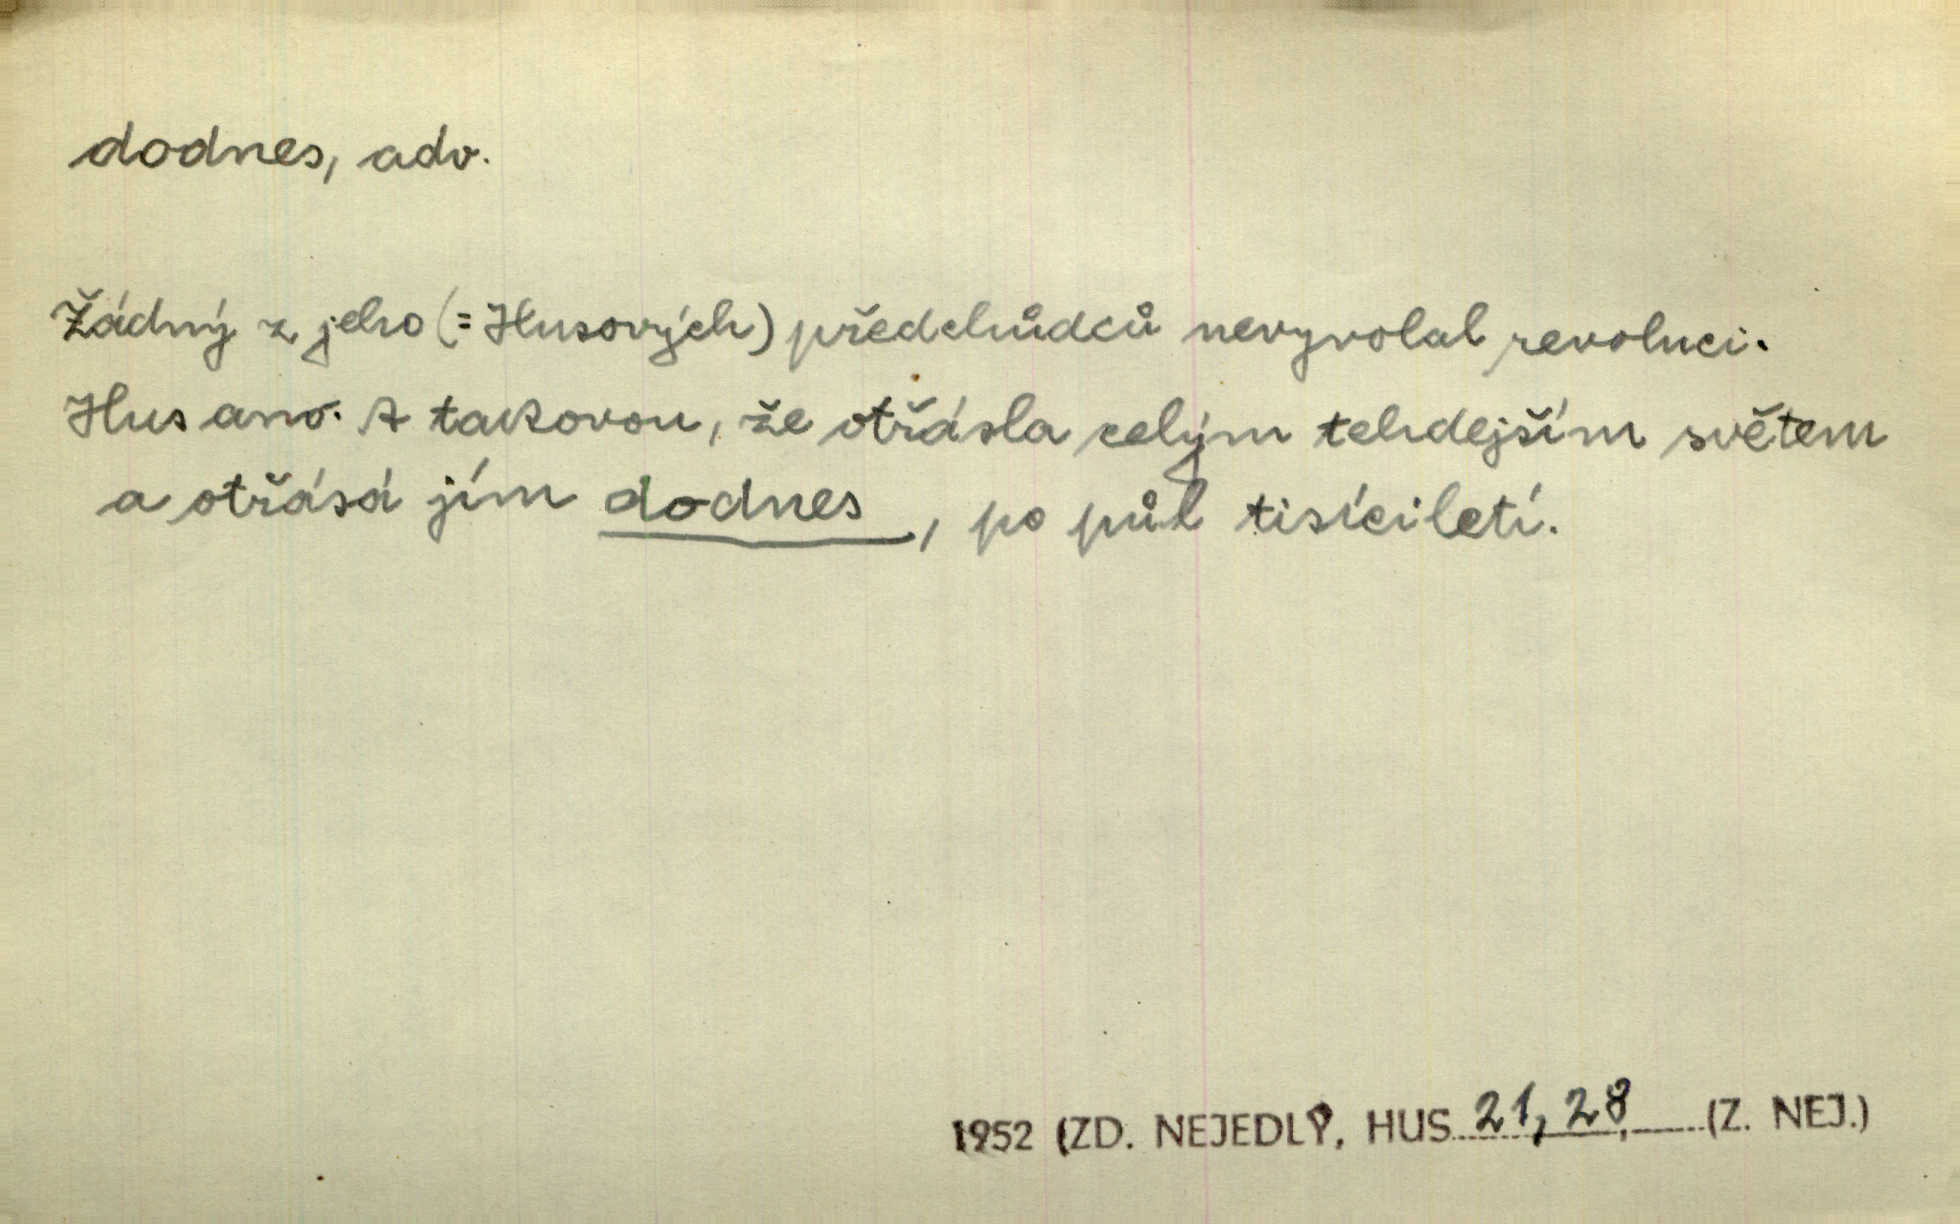 dodnes, adv.
Žádný z jeho (= Husových) předchůdců nevyvolal revoluci.
Hus ano. A takovou, že otřásla celým tehdejším světem
a otřásá jím dodnes, po půl tisíciletí.
1952 (ZD. NEJEDLÝ, HUS 21, 28, (Z. NEJ.)